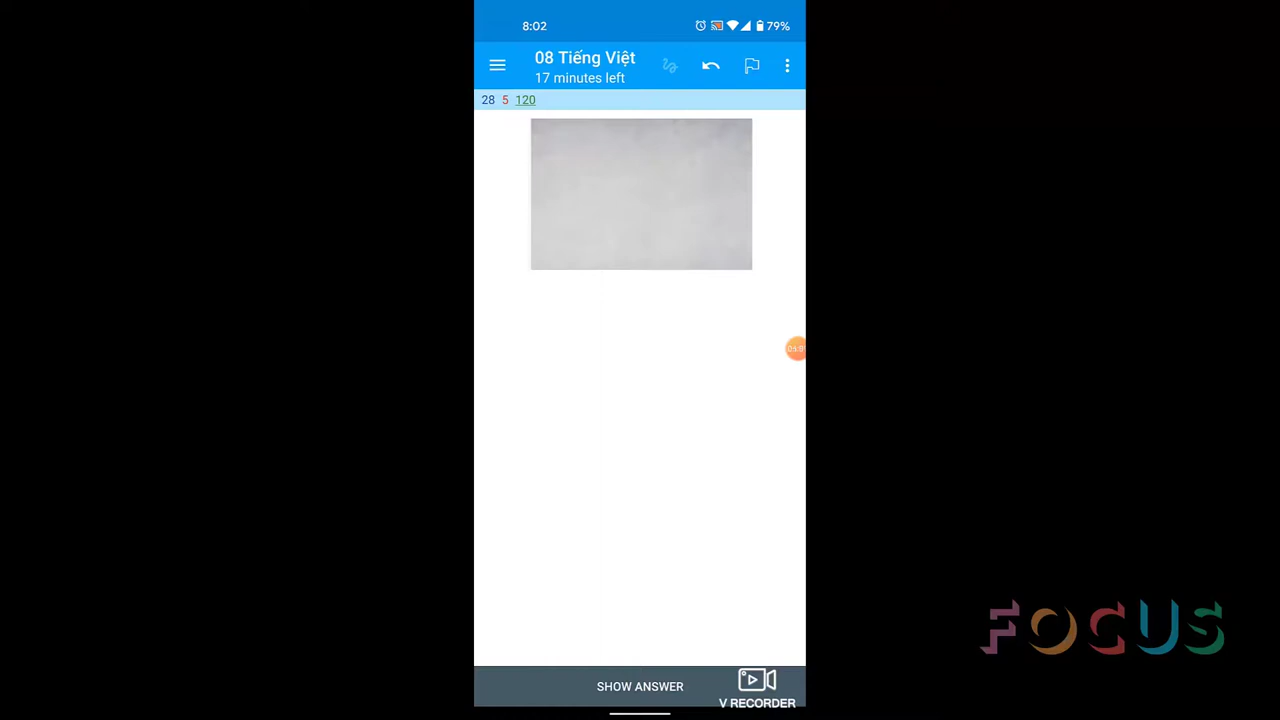 8:02
79%
08 Tiếng Việt
17 minutes left
28 5 120
SHOW ANSWER
V RECORDER
FOCUS